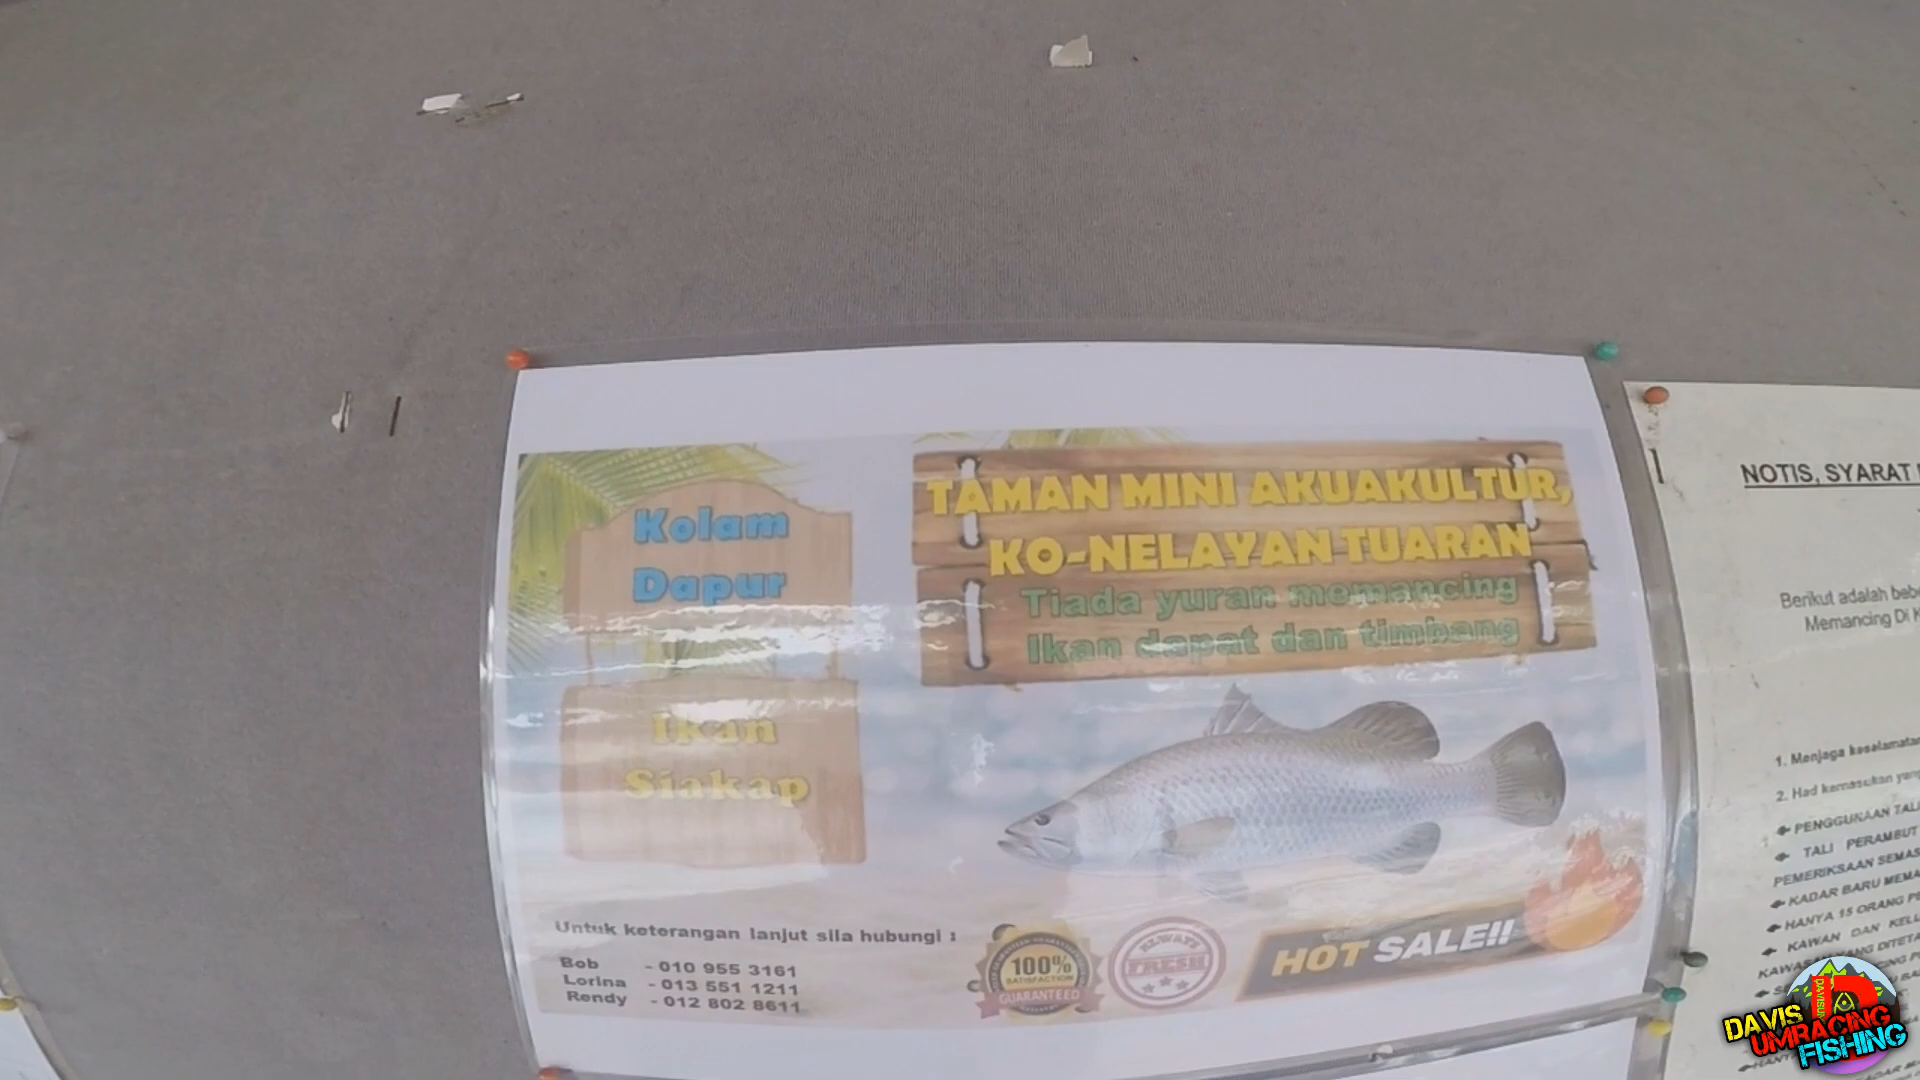 Kolam
Dapur
Ikan
Siakap
TAMAN MINI AKUAKULTUR,
KO-NELAYAN TUARAN
Tiada yuran memancing
Ikan dapat dan timbang
Untuk keterangan lanjut sila hubungi :
Bob - 010 955 3161
Lorina - 013 551 1211
Rendy - 012 802 8611
100%
SATISFACTION
GUARANTEED
ALWAYS
FRESH
HOT SALE!!
NOTIS, SYARAT
Berikut adalah
Memancing Di
1. Menjaga keselamatan
2. Had kemasukan yang
PENGGUNAAN TALI
TALI PERAMBUT
PEMERIKSAAN SEMAS
KADAR BARU MEMA
HANYA 15 ORANG
KAWAN DAN
DAVIS
UMRACING
FISHING